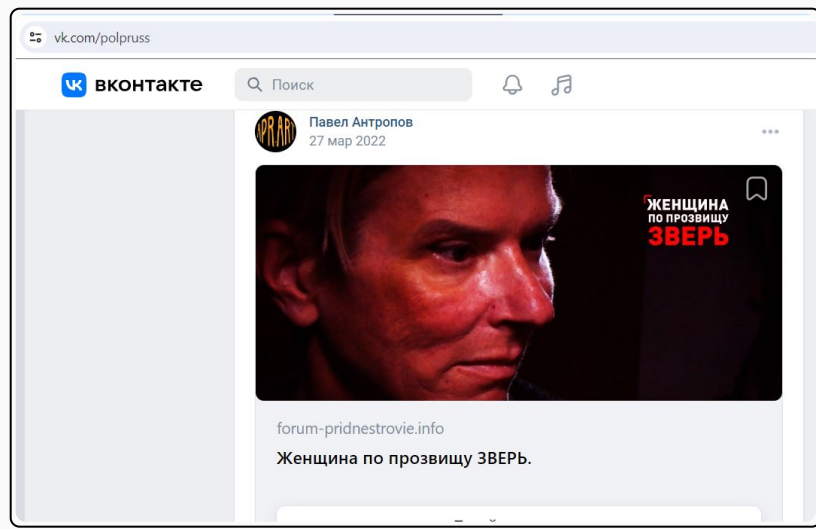 vk.com/polpruss
вконтакте
Поиск
Павел Антропов
27 мар 2022
APRART
ЖЕНЩИНА
ПО ПРОЗВИЩУ
ЗВЕРЬ
forum-pridnestrovie.info
Женщина по прозвищу ЗВЕРЬ.